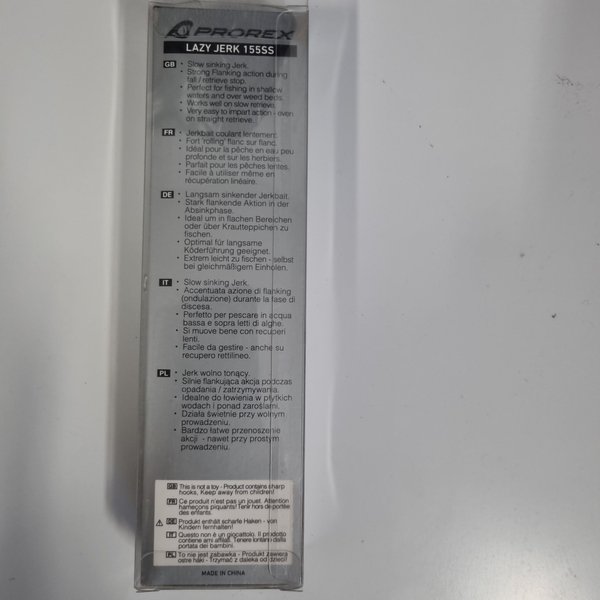 PROREX
LAZY JERK 155SS
GB • Slow sinking Jerk.
• Strong Flanking action during
fall / retrieve stop.
• Perfect for fishing in shallow
waters and over weed beds.
• Works well on slow retrieve.
• Very easy to impart action - even
on straight retrieve.
FR • Jerkbait coulant lentement.
• Fort 'rolling' flanc sur flanc.
• Idéal pour la pêche en eau peu
profonde et sur les herbiers.
• Parfait pour les pêches lentes.
• Facile à utiliser même en
récupération linéaire.
DE • Langsam sinkender Jerkbait.
• Stark flankende Aktion in der
Absinkphase.
• Ideal um in flachen Bereichen
oder über Krautteppichen zu
fischen.
• Optimal für langsame
Köderführung geeignet.
• Extrem leicht zu fischen - selbst
bei gleichmäßigem Einholen.
IT • Slow sinking Jerk.
• Accentuata azione di flanking
(ondulazione) durante la fase di
discesa.
• Perfetto per pescare in acqua
bassa e sopra letti di alghe.
• Si muove bene con recuperi
lenti.
• Facile da gestire - anche su
recupero rettilineo.
PL • Jerk wolno tonący.
• Silnie flankująca akcja podczas
opadania / zatrzymywania.
• Idealne do łowienia w płytkich
wodach i ponad zaroślami.
• Działa świetnie przy wolnym
prowadzeniu.
• Bardzo łatwe przenoszenie
akcji - nawet przy prostym
prowadzeniu.
GB This is not a toy - Product contains sharp
hooks, Keep away from children!
FR Ce produit n'est pas un jouet. Attention
hameçons piquants! Tenir hors de portée
des enfants.
DE Produkt enthält scharfe Haken - von
Kindern fernhalten!
IT Questo non è un giocattolo. Il prodotto
contiene ami affilati. Tenere lontano dalla
portata dei bambini.
PL To nie jest zabawka - Produkt zawiera
ostre haki - Trzymać z daleka od dzieci!
MADE IN CHINA